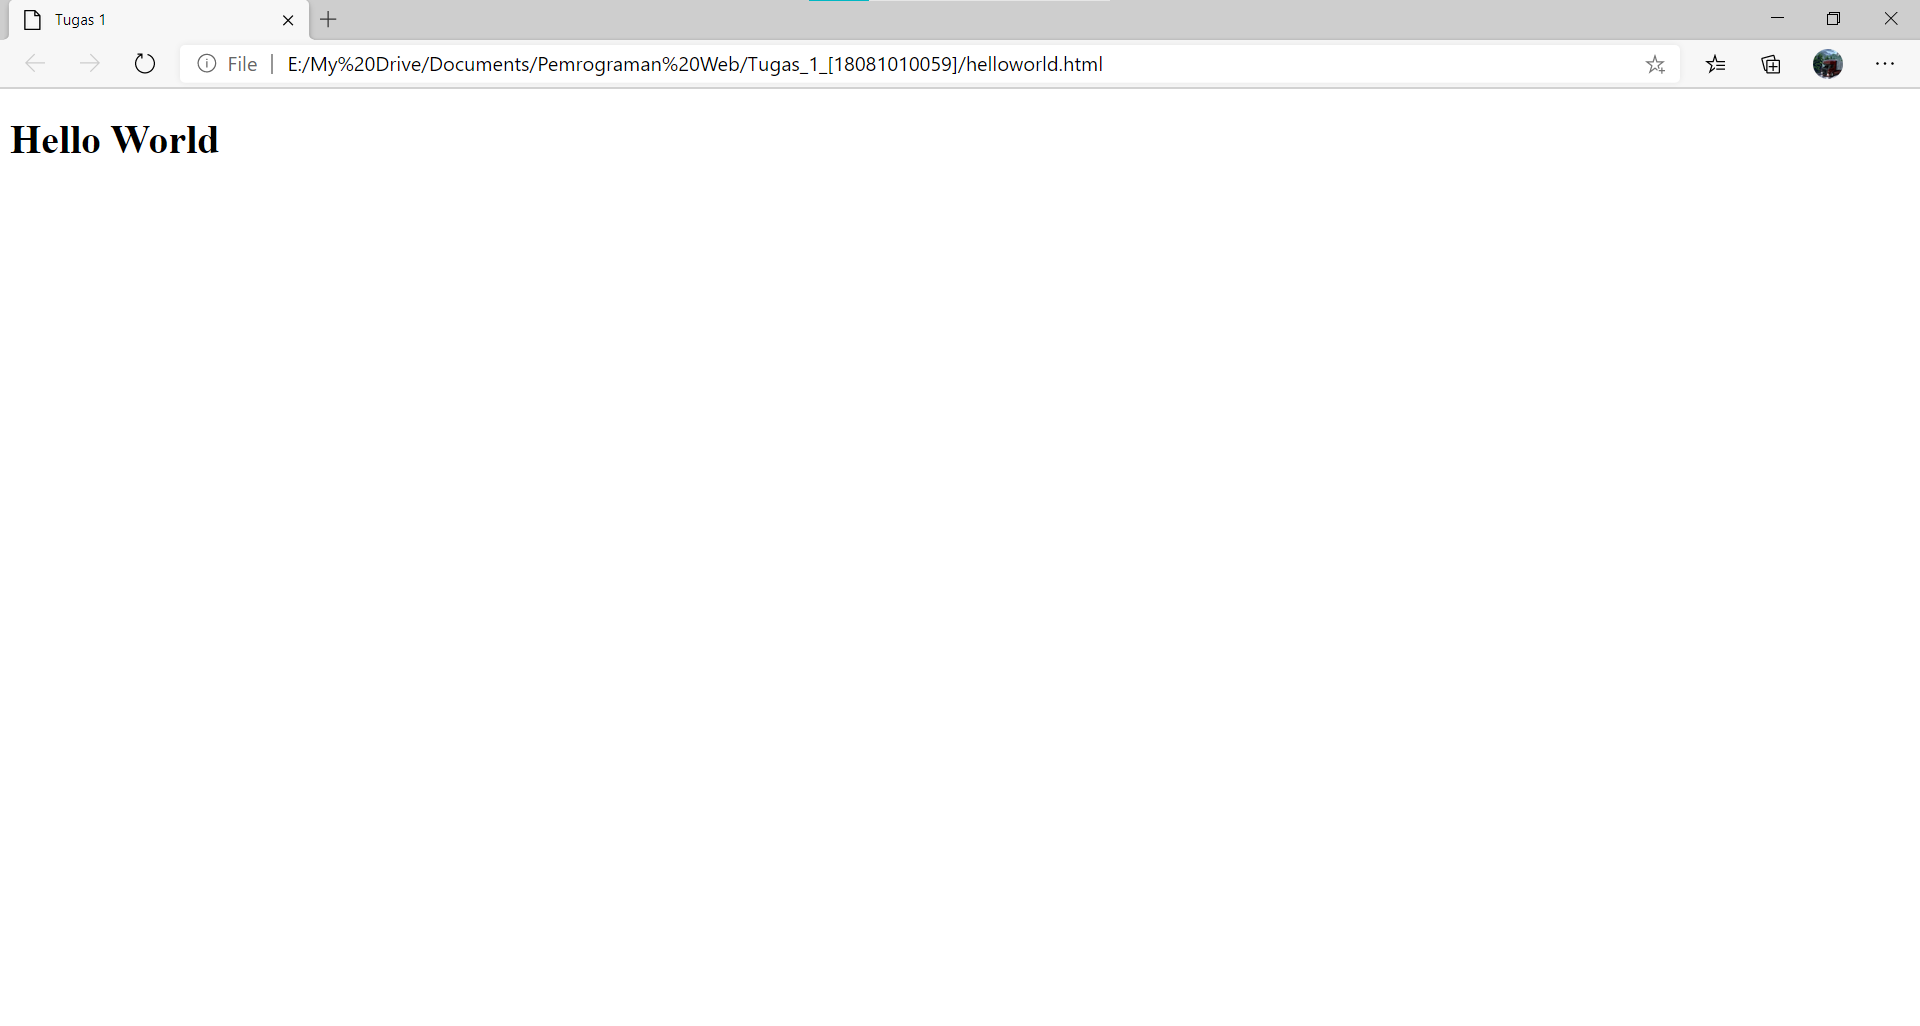 Tugas 1
File | E:/My%20Drive/Documents/Pemrograman%20Web/Tugas_1_[18081010059]/helloworld.html
Hello World